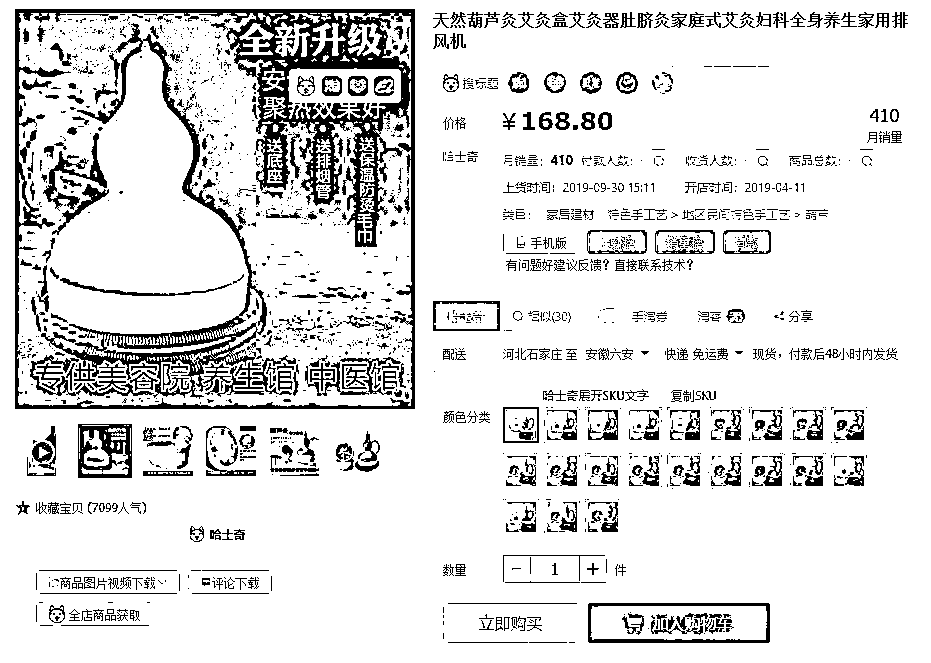 天然葫芦灸艾灸盒艾灸器肚脐灸家庭式艾灸妇科全身养生家用排
风机
全新升级
安
聚热效果好
送底座
送排烟管
送保温防烫毛巾
专供美容院 养生馆 中医馆
搜标题
价格
¥168.80
410
月销量
哈士奇
月销量: 410 付款人数: 收货人数: 商品总数:
上货时间: 2019-09-30 15:11 开店时间: 2019-04-11
类目: 家居建材 特色手工艺 > 地区民间特色手工艺 > 葫芦
手机版
有问题好建议反馈? 直接联系技术?
相似(30) 手淘券 淘客 分享
配送 河北石家庄 至 安徽六安 快递 免运费 现货, 付款后48小时内发货
哈士奇展开SKU文字 复制SKU
颜色分类
收藏宝贝 (7099人气)
哈士奇
商品图片视频下载 评论下载
全店商品获取
数量 − 1 + 件
立即购买 加入购物车